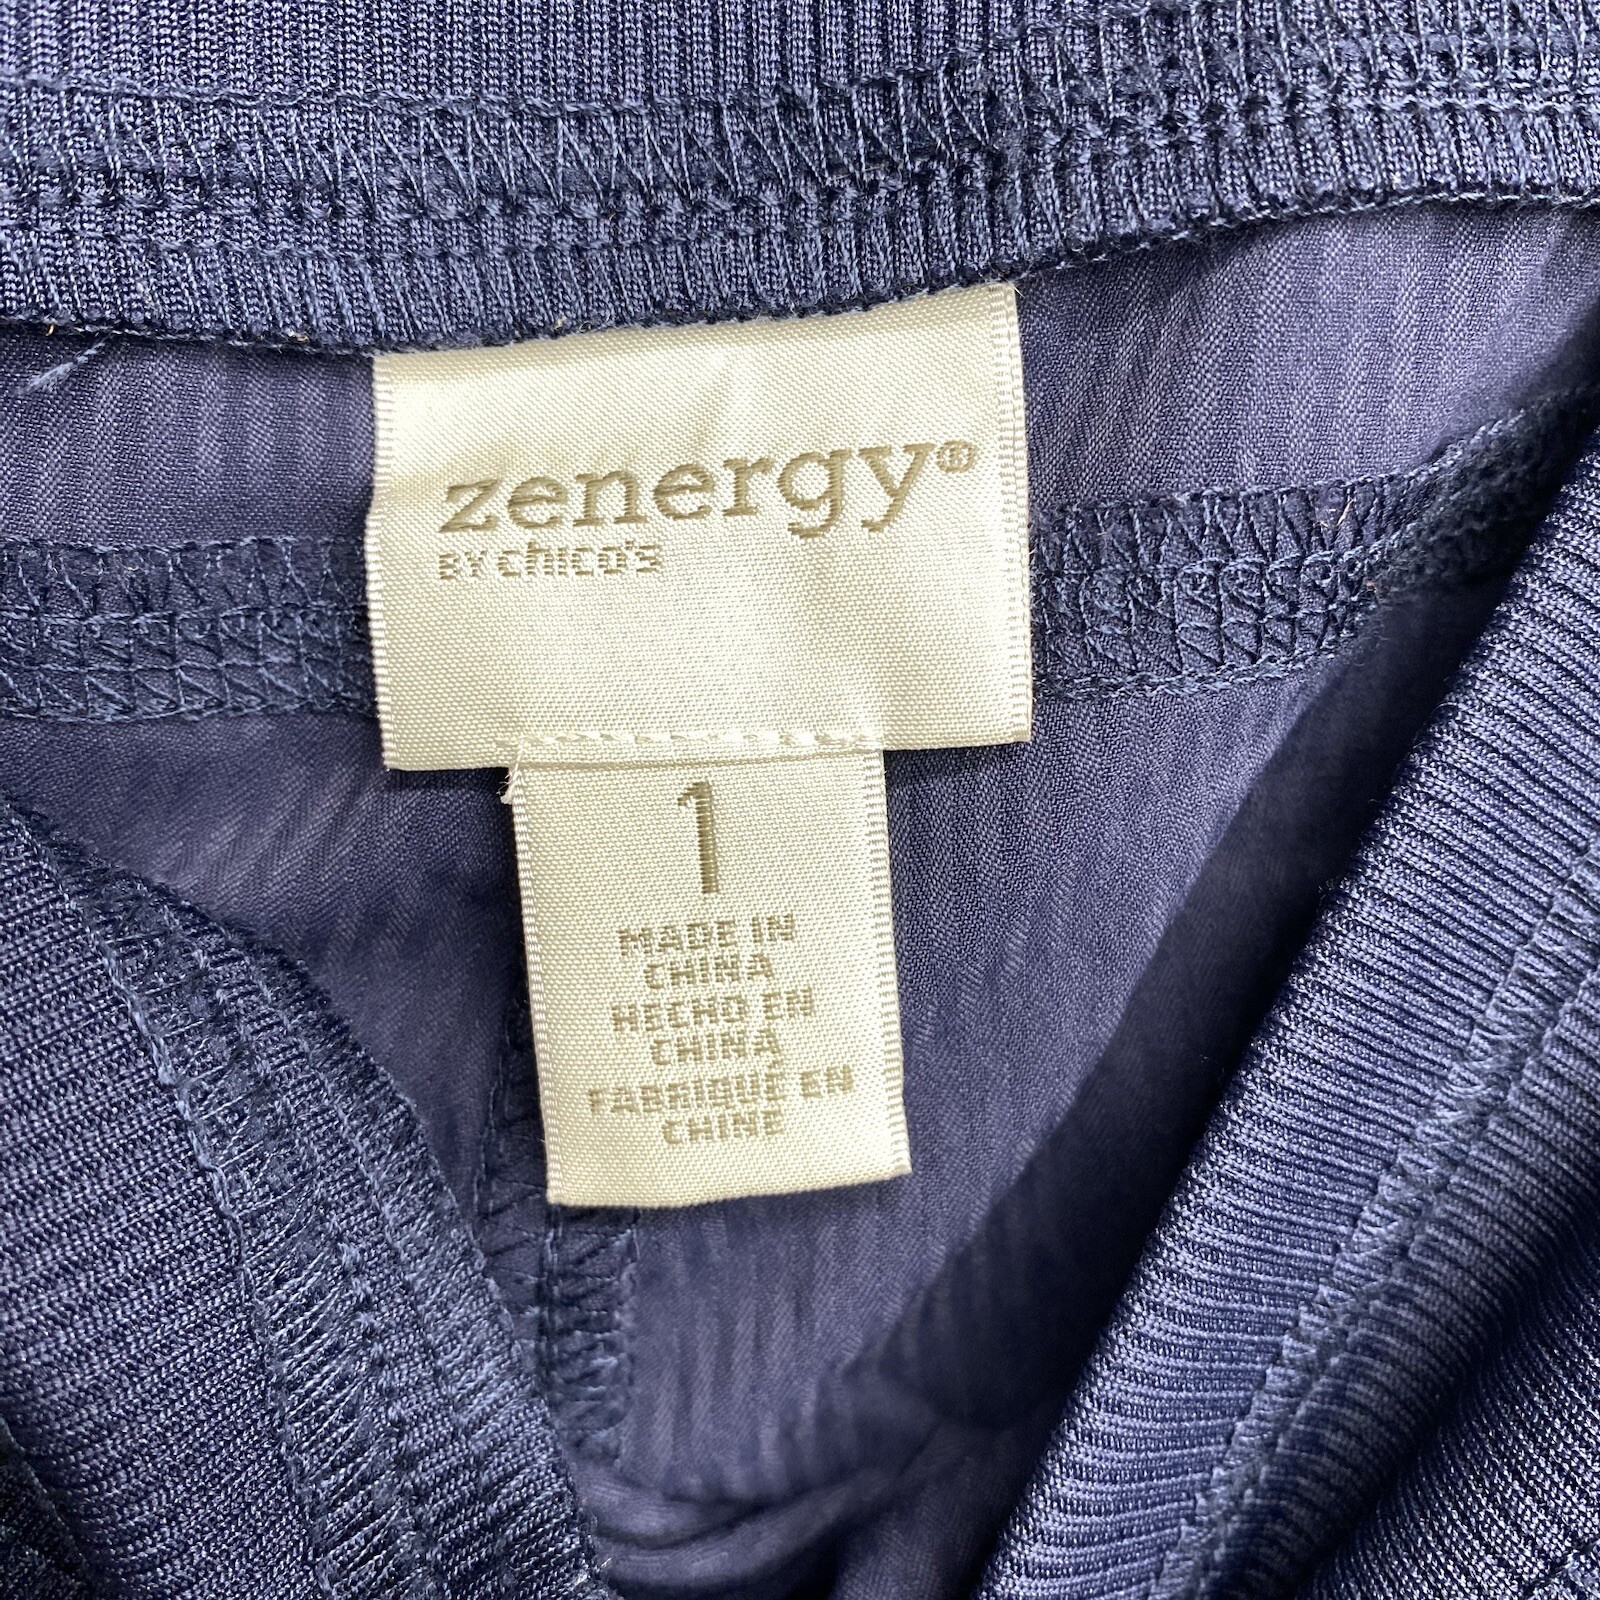 zenergy®
BY chico's
1
MADE IN
CHINA
HECHO EN
CHINA
FABRIQUÉ EN
CHINE